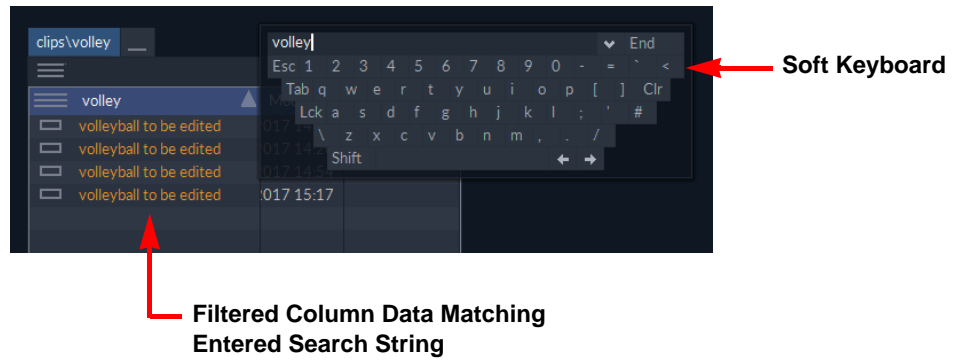 clips\volley __
volley End
Esc 1 2 3 4 5 6 7 8 9 0 - = ` <
Tab q w e r t y u i o p [ ] Clr
Lck a s d f g h j k l ; ' #
\ z x c v b n m , . /
Shift
Soft Keyboard
volley
volleyball to be edited
volleyball to be edited
volleyball to be edited
volleyball to be edited 2017 15:17
Filtered Column Data Matching
Entered Search String